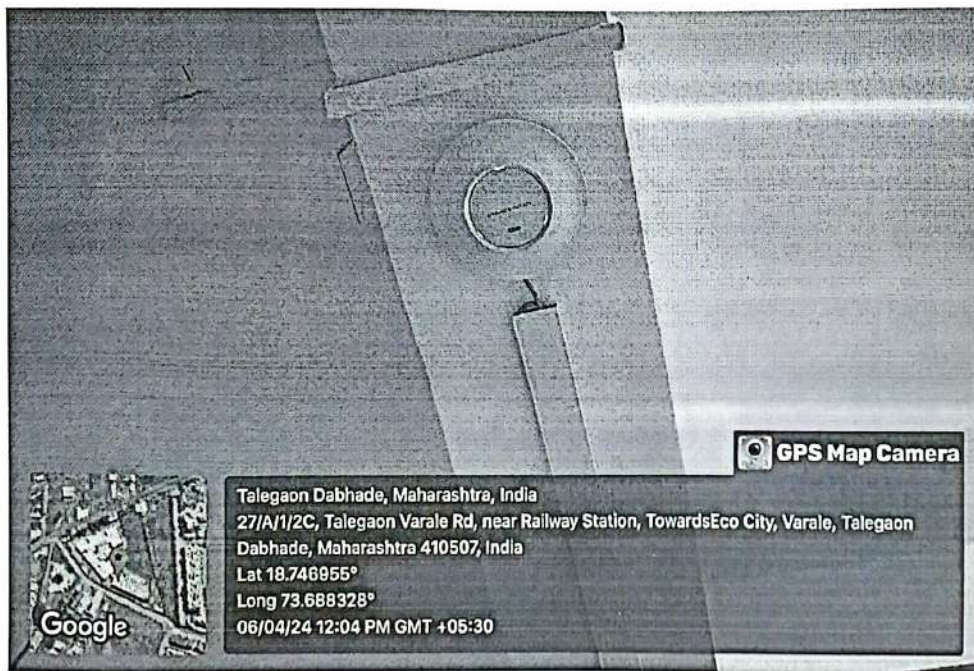 GPS Map Camera
Talegaon Dabhade, Maharashtra, India
27/A/1/2C, Talegaon Varale Rd, near Railway Station, TowardsEco City, Varale, Talegaon
Dabhade, Maharashtra 410507, India
Lat 18.746955°
Long 73.688328°
06/04/24 12:04 PM GMT +05:30
Google